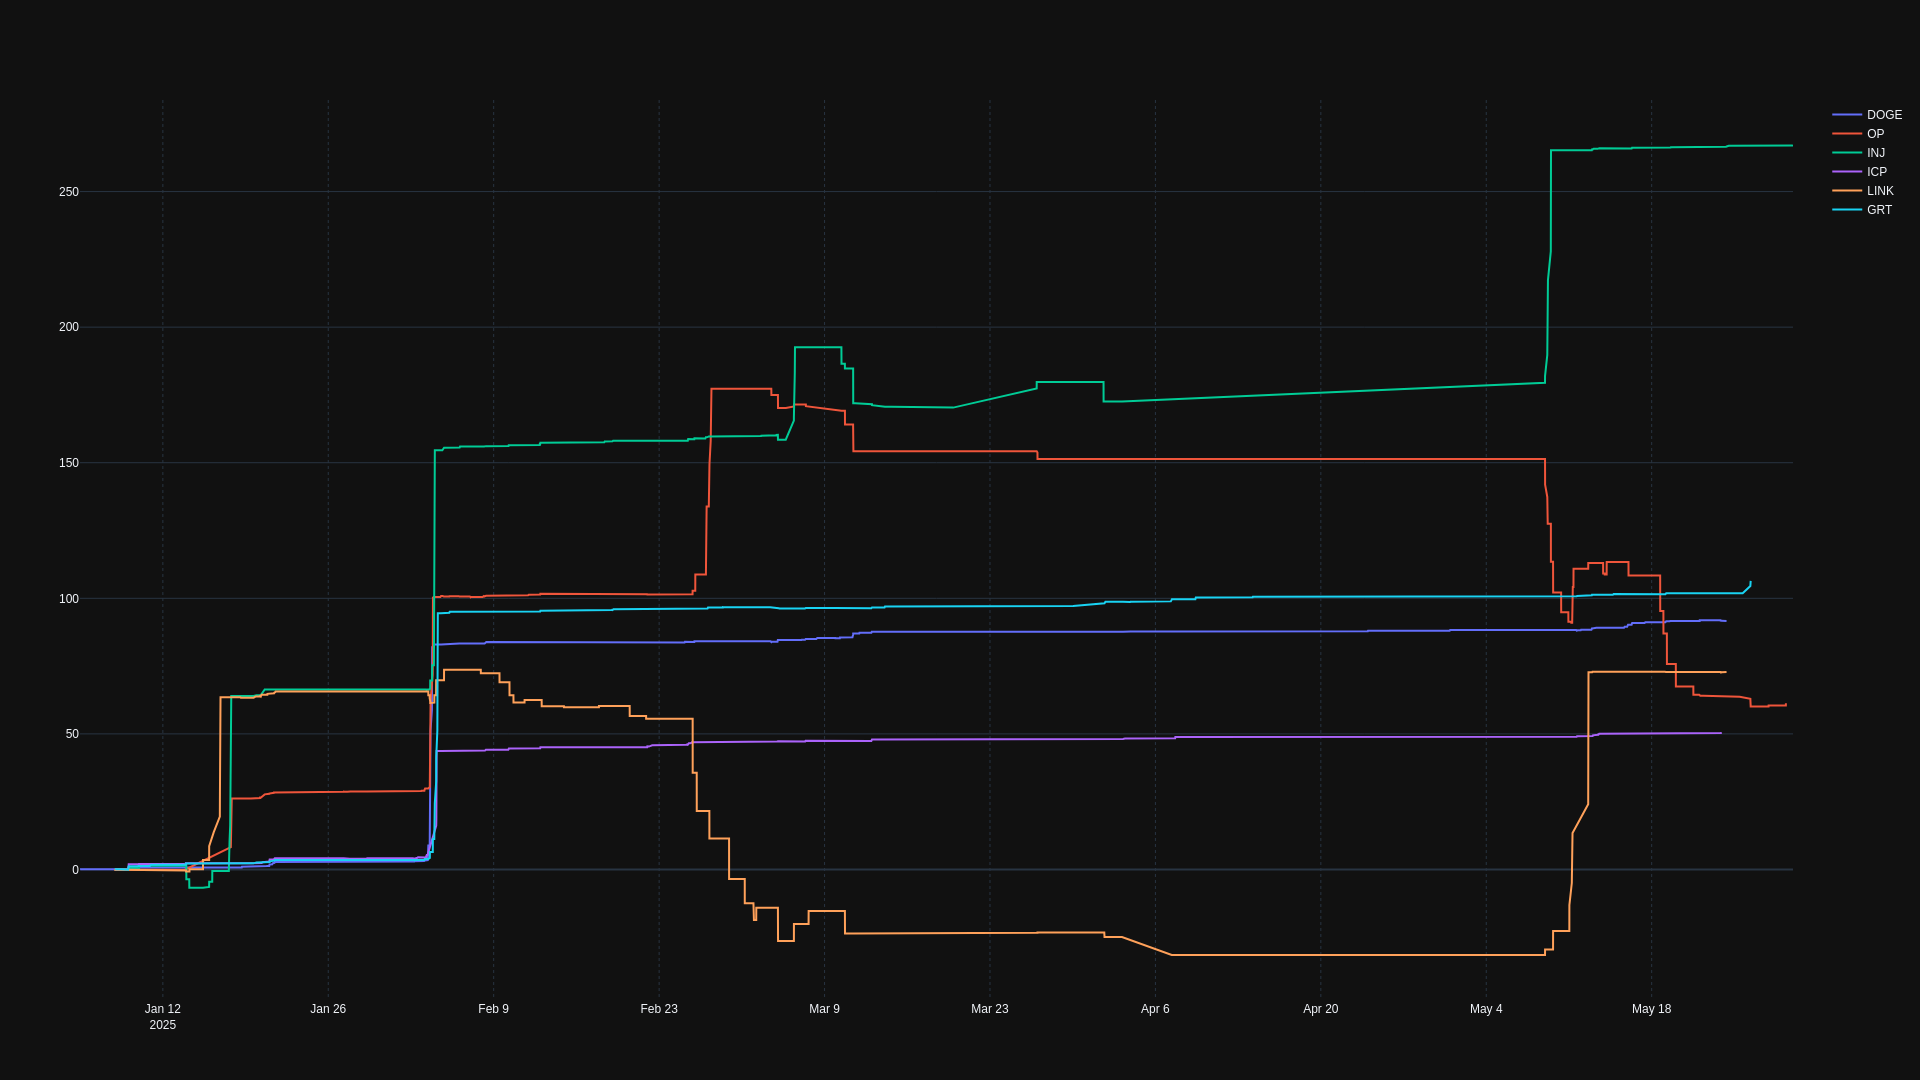 DOGE
OP
INJ
ICP
LINK
GRT
250
200
150
100
50
0
Jan 12
2025
Jan 26
Feb 9
Feb 23
Mar 9
Mar 23
Apr 6
Apr 20
May 4
May 18